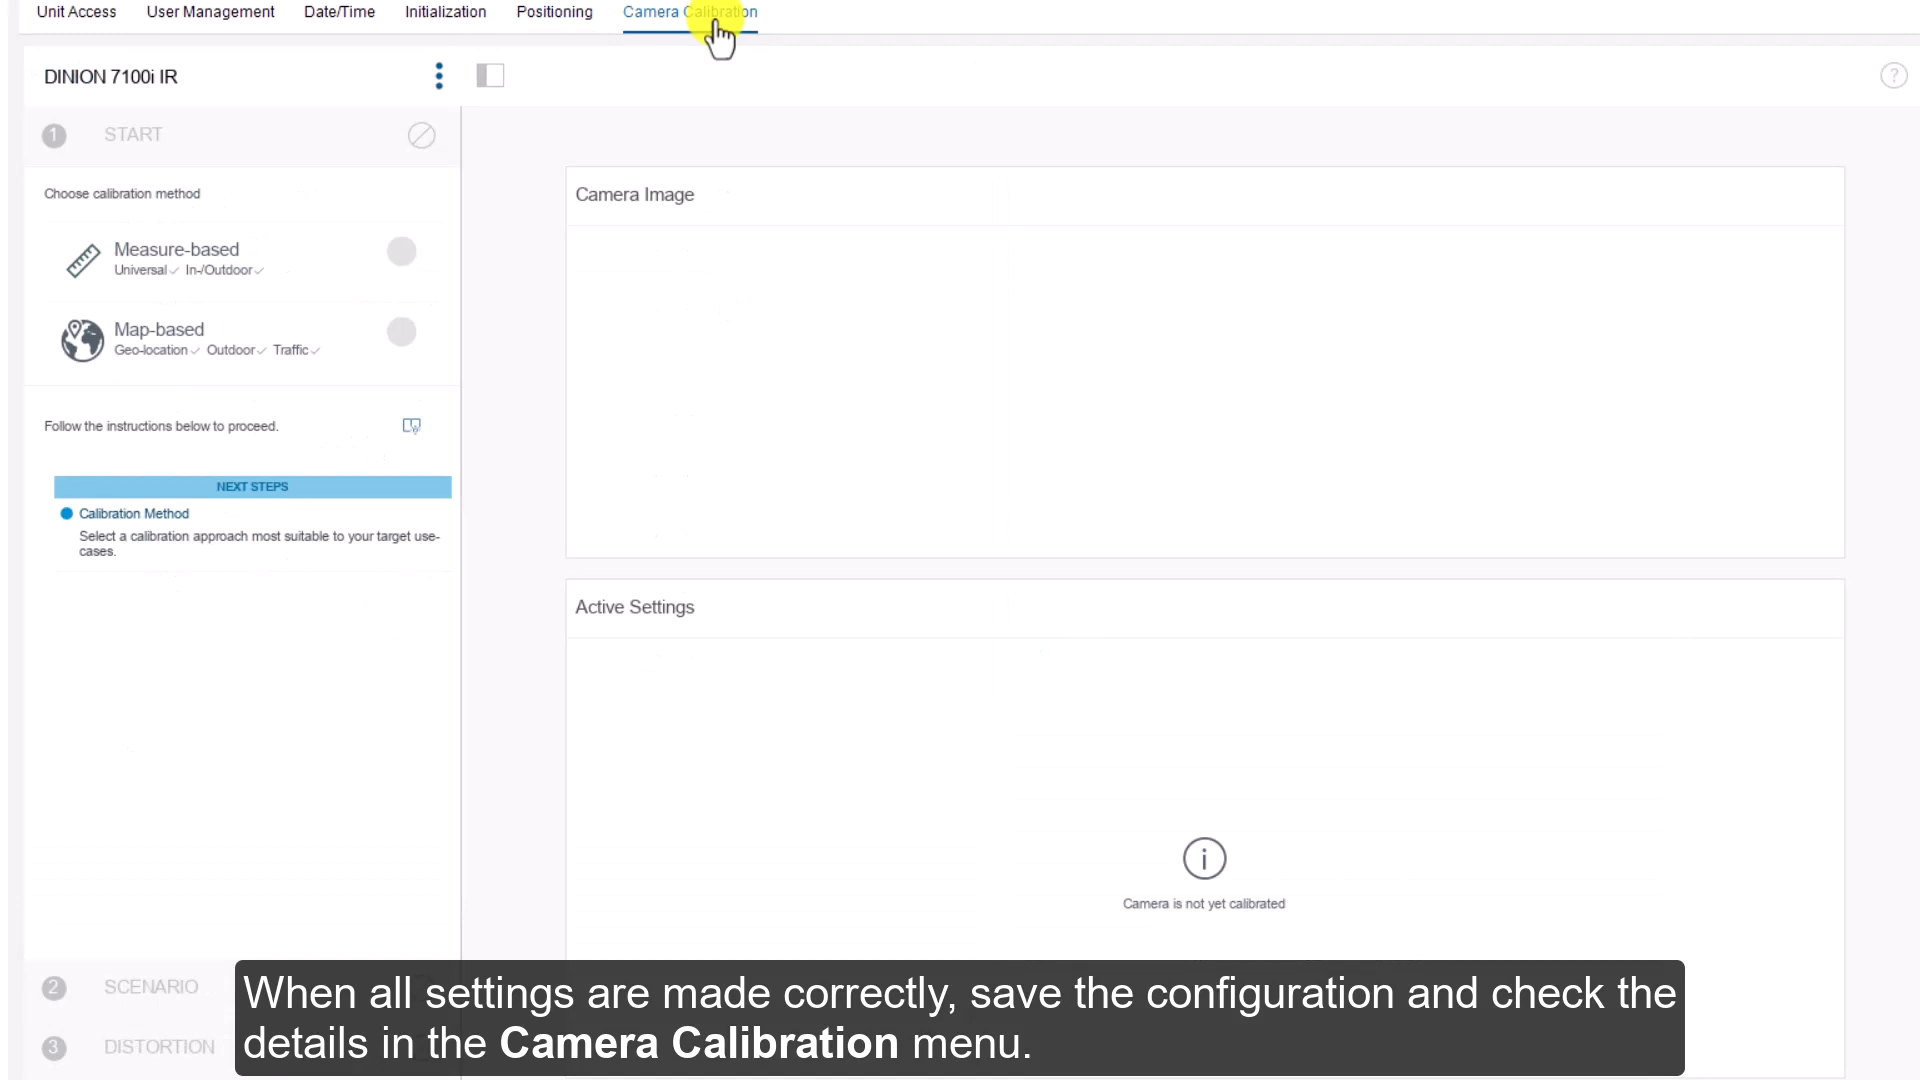 Unit Access User Management Date/Time Initialization Positioning Camera Calibration
DINION 7100i IR
?
1 START
Choose calibration method
Measure-based
Universal✓ In-/Outdoor✓
Map-based
Geo-location✓ Outdoor✓ Traffic✓
Follow the instructions below to proceed.
NEXT STEPS
Calibration Method
Select a calibration approach most suitable to your target use-
cases.
2 SCENARIO
3 DISTORTION
Camera Image
Active Settings
i
Camera is not yet calibrated
When all settings are made correctly, save the configuration and check the
details in the Camera Calibration menu.